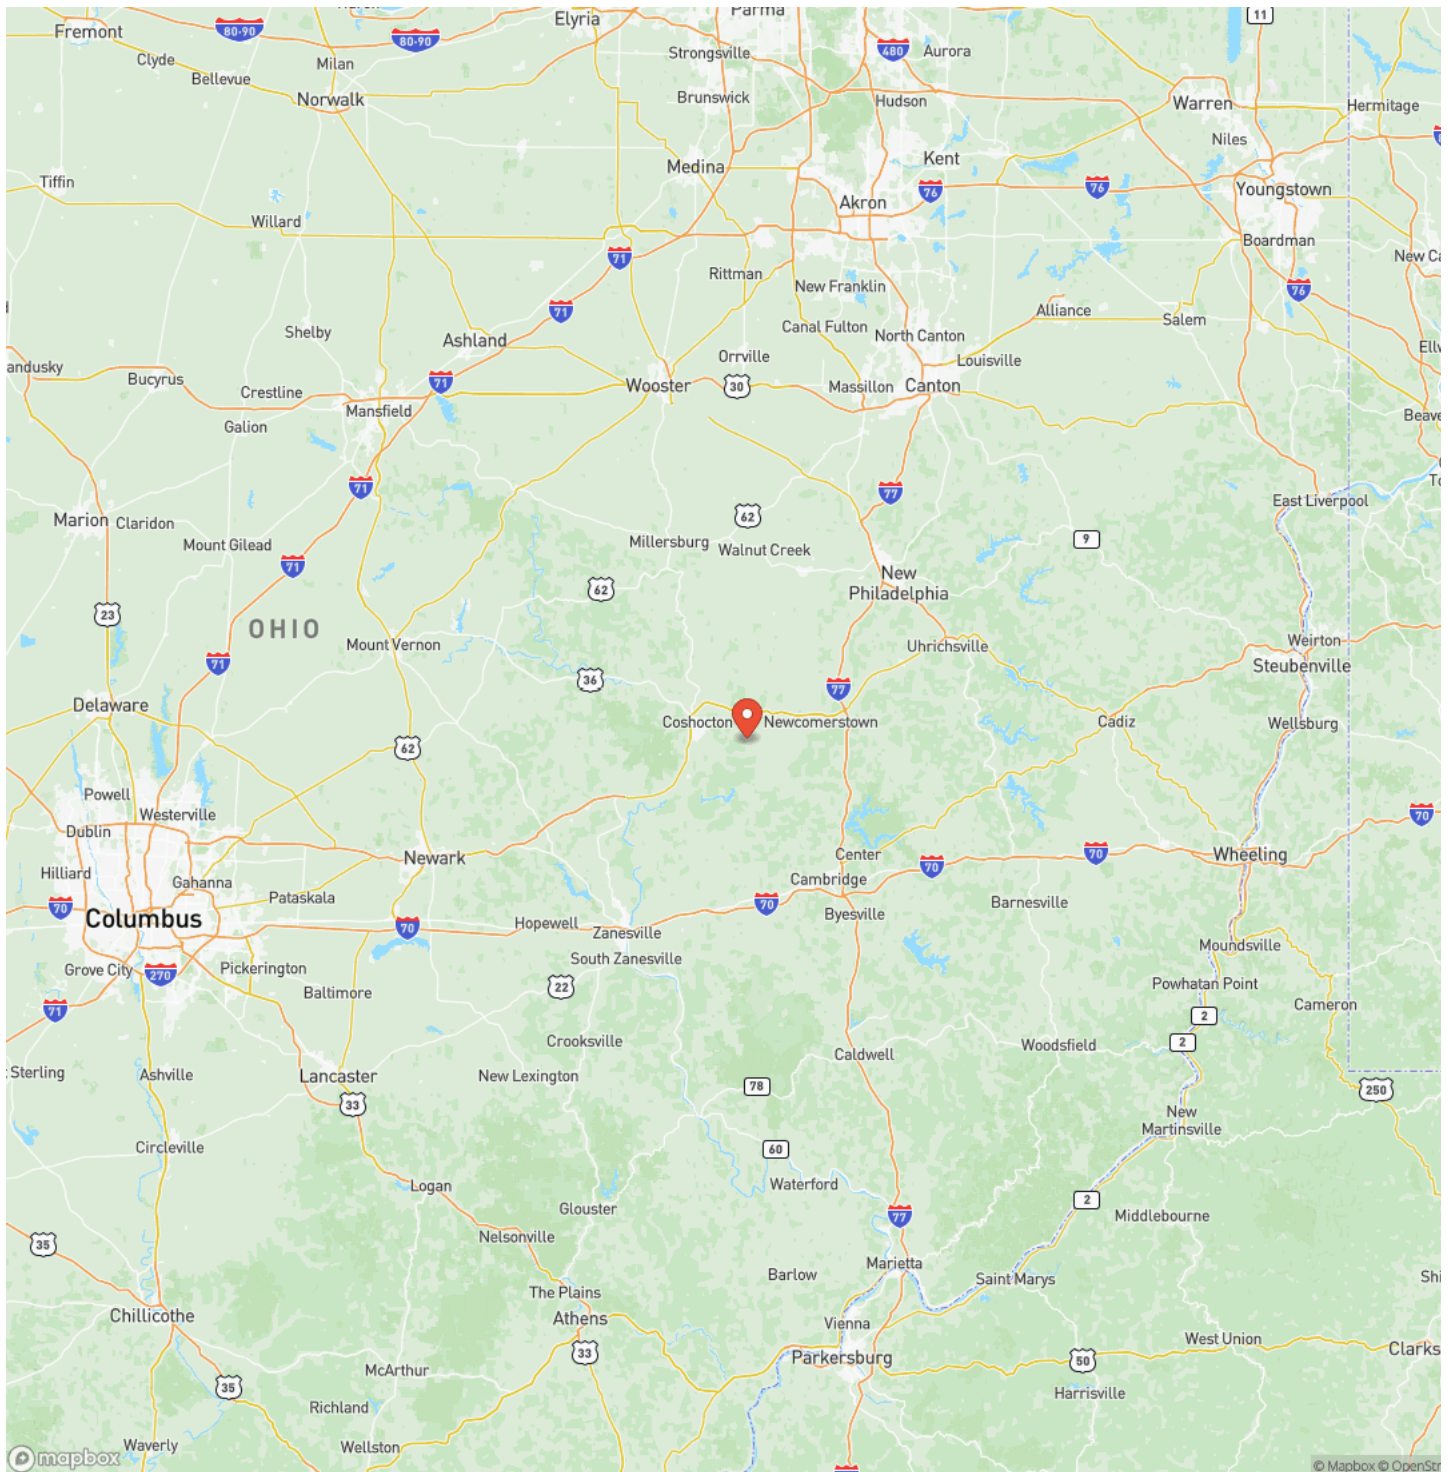 Fremont
80-90
80-90
Elyria
Parma
11
Clyde
Bellevue
Milan
Norwalk
Strongsville
480
Aurora
Brunswick
Hudson
Warren
Hermitage
Niles
Medina
Kent
Tiffin
76
76
Youngstown
Akron
Willard
Boardman
71
Rittman
New Franklin
New Ca
76
71
Alliance
Shelby
Ashland
Canal Fulton
North Canton
Salem
Orrville
Louisville
Ellw
andusky
Bucyrus
71
Wooster
30
Massillon
Canton
Crestline
Mansfield
Galion
Beave
71
77
East Liverpool
Marion
Claridon
62
Mount Gilead
Millersburg
Walnut Creek
9
71
New
Philadelphia
62
23
OHIO
Mount Vernon
Uhrichsville
Weirton
71
Steubenville
36
77
Delaware
Coshocton
Newcomerstown
Cadiz
Wellsburg
62
Powell
Westerville
70
Dublin
Newark
Center
70
70
Wheeling
Hilliard
Gahanna
Pataskala
Cambridge
70
70
Barnesville
Columbus
70
Hopewell
Zanesville
Byesville
Moundsville
Grove City
270
Pickerington
South Zanesville
Powhatan Point
Baltimore
22
Cameron
71
2
Crooksville
2
Woodsfield
Caldwell
Sterling
Ashville
Lancaster
New Lexington
78
250
33
New
Martinsville
Circleville
60
Logan
Waterford
2
Glouster
77
Middlebourne
35
Nelsonville
Marietta
Barlow
Saint Marys
Shi
The Plains
Chillicothe
Athens
Vienna
West Union
33
Parkersburg
50
Clarks
McArthur
35
Harrisville
Richland
Waverly
Wellston
mapbox
© Mapbox © OpenStr